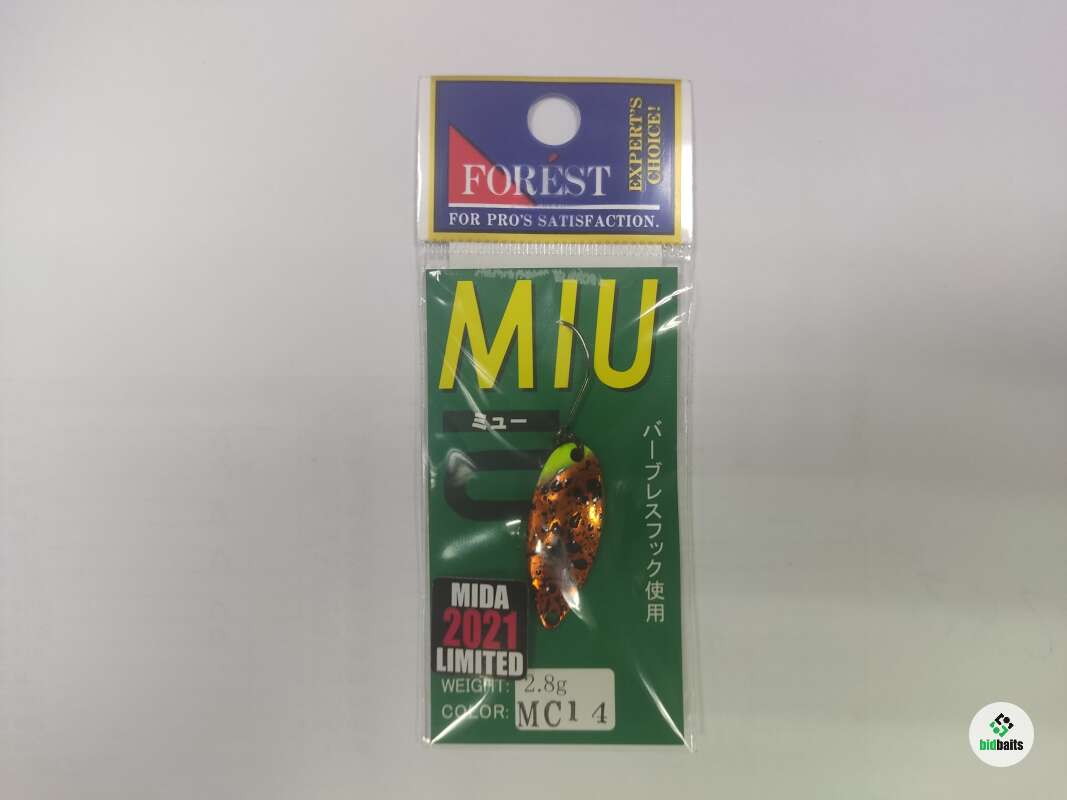 EXPERT'S
CHOICE!
FORÉST
FOR PRO'S SATISFACTION.
MIU
ミュー
バーブレスフック使用
MIDA
2021
LIMITED
WEIGHT: 2.8g
COLOR: MC14
bidbaits